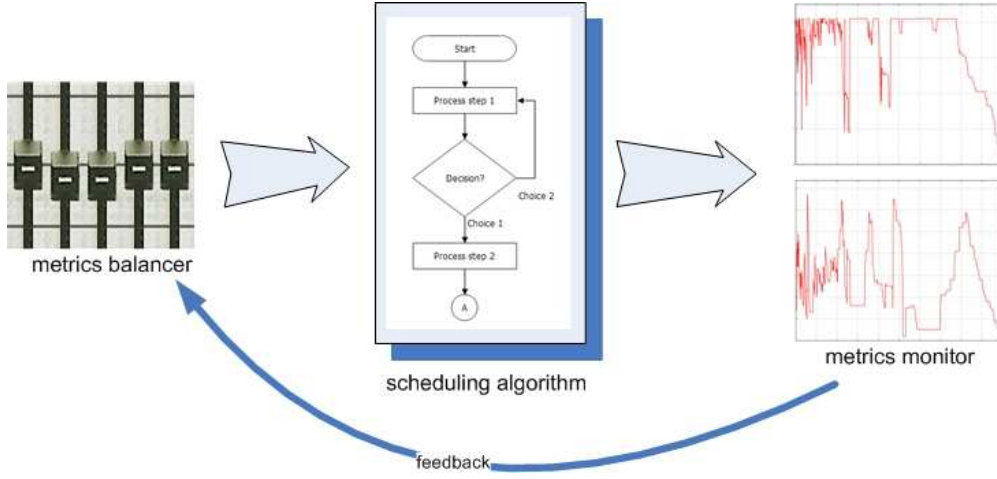 Start
Process step 1
Decision?
Choice 2
Choice 1
Process step 2
A
metrics balancer
scheduling algorithm
metrics monitor
feedback